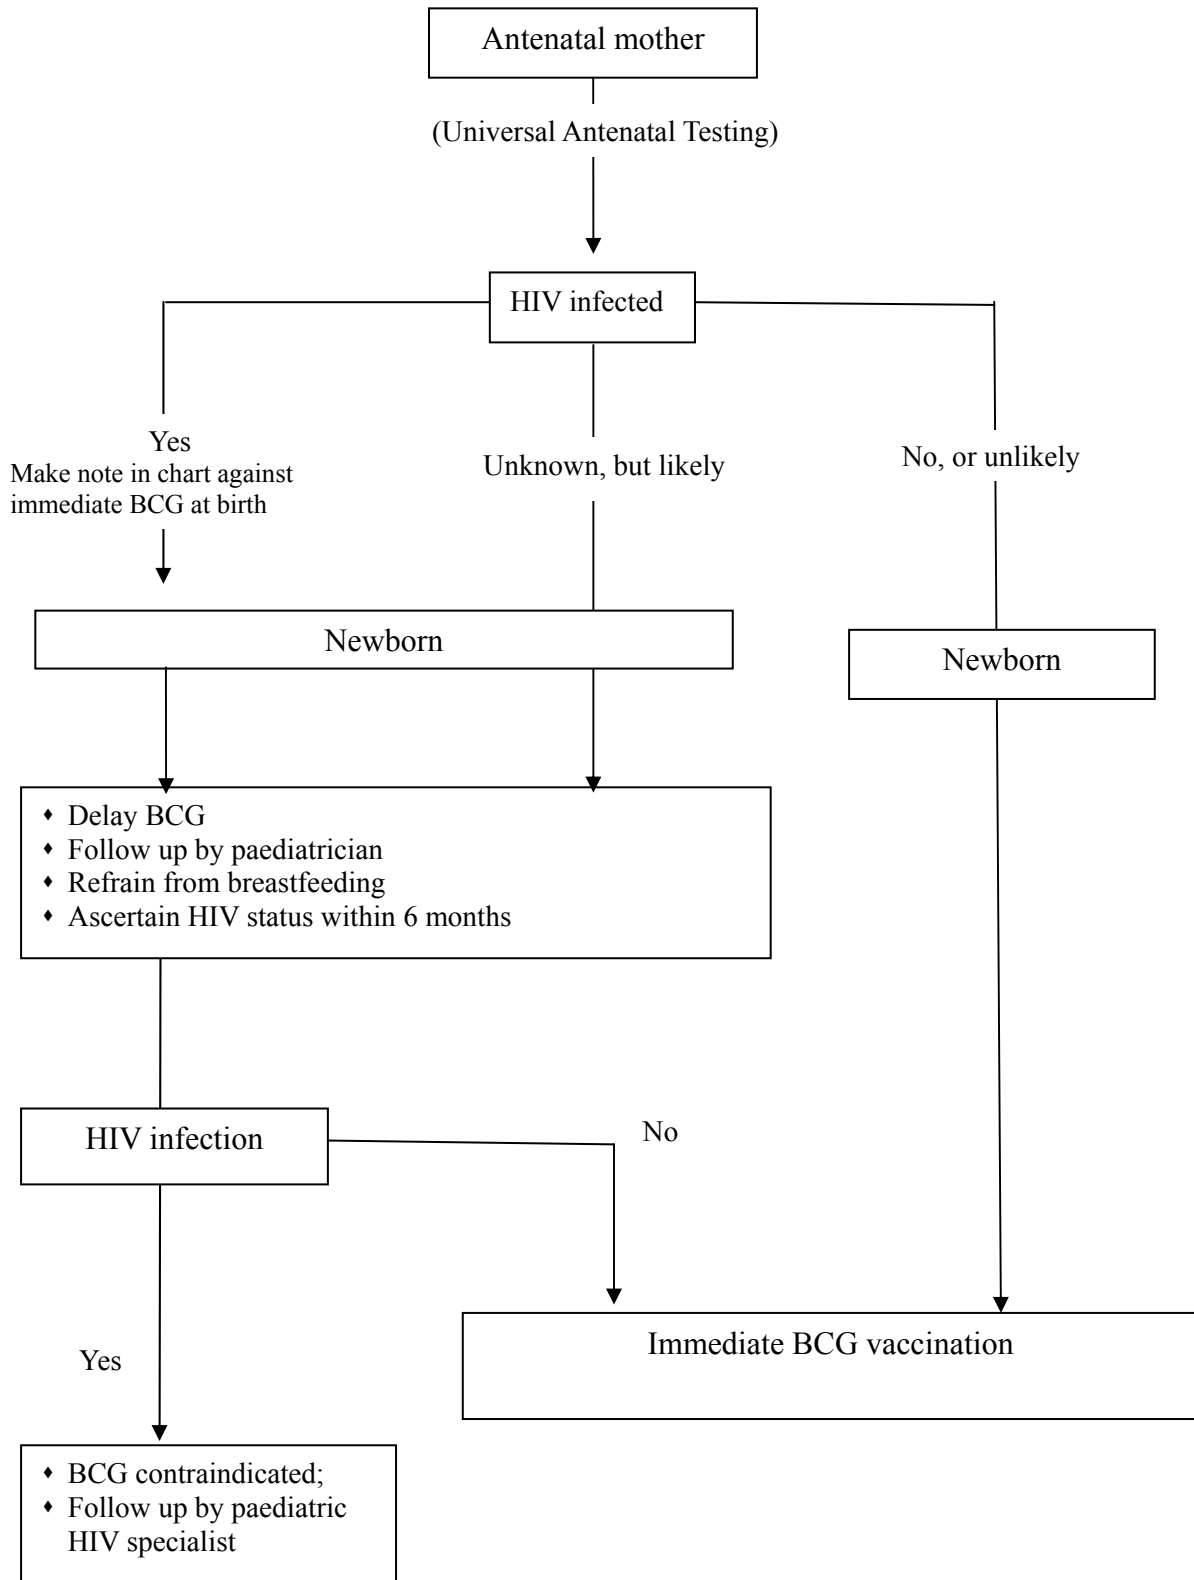 Antenatal mother
(Universal Antenatal Testing)
HIV infected
Yes
Make note in chart against
immediate BCG at birth
Unknown, but likely
No, or unlikely
Newborn
Newborn
♦ Delay BCG
♦ Follow up by paediatrician
♦ Refrain from breastfeeding
♦ Ascertain HIV status within 6 months
HIV infection
No
Yes
Immediate BCG vaccination
♦ BCG contraindicated;
♦ Follow up by paediatric
HIV specialist